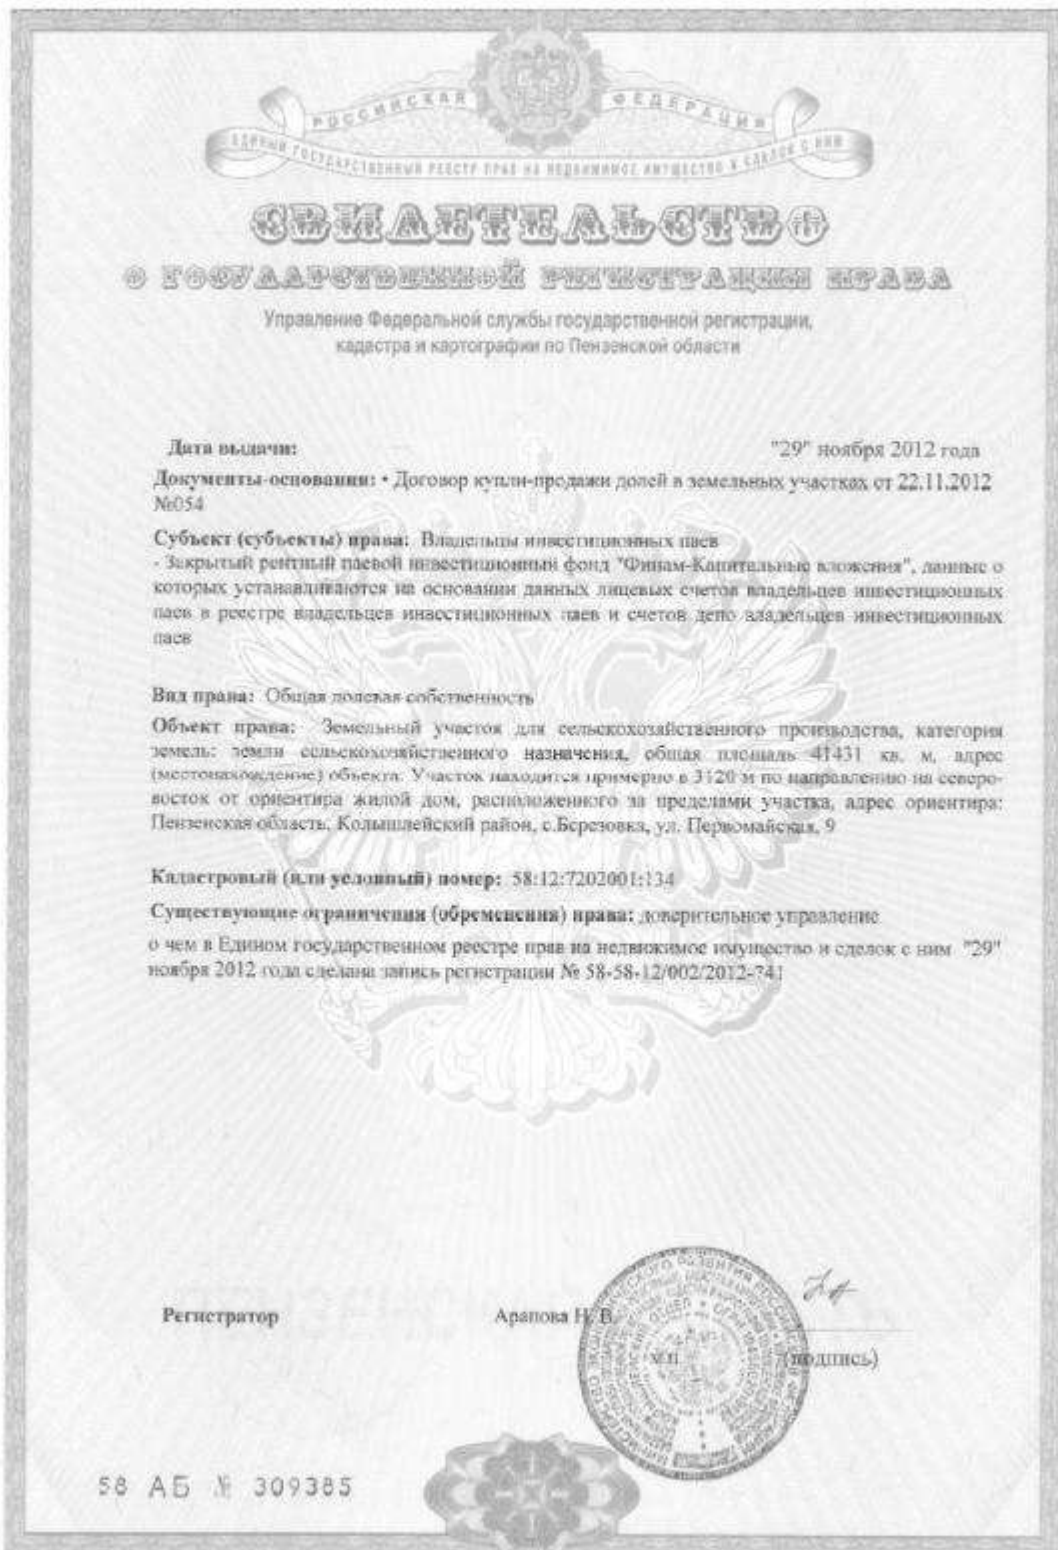 РОССИЙСКАЯ ФЕДЕРАЦИЯ
ЕДИНЫЙ ГОСУДАРСТВЕННЫЙ РЕЕСТР ПРАВ НА НЕДВИЖИМОЕ ИМУЩЕСТВО И СДЕЛОК С НИМ
СВИДЕТЕЛЬСТВО
О ГОСУДАРСТВЕННОЙ РЕГИСТРАЦИИ ПРАВА
Управление Федеральной службы государственной регистрации,
кадастра и картографии по Пензенской области
Дата выдачи: "29" ноября 2012 года
Документы-основания: • Договор купли-продажи долей в земельных участках от 22.11.2012
№054
Субъект (субъекты) права: Владельцы инвестиционных паев
- Закрытый рентный паевой инвестиционный фонд "Финам-Капитальные вложения", данные о
которых устанавливаются на основании данных лицевых счетов владельцев инвестиционных
паев в реестре владельцев инвестиционных паев и счетов депо владельцев инвестиционных
паев
Вид права: Общая долевая собственность
Объект права: Земельный участок для сельскохозяйственного производства, категория
земель: земли сельскохозяйственного назначения, общая площадь 41431 кв. м, адрес
(местонахождение) объекта: Участок находится примерно в 3120 м по направлению на северо-
восток от ориентира жилой дом, расположенного за пределами участка, адрес ориентира:
Пензенская область, Колышлейский район, с.Березовка, ул. Первомайская, 9
Кадастровый (или условный) номер: 58:12:7202001:134
Существующие ограничения (обременения) права: доверительное управление
о чем в Едином государственном реестре прав на недвижимое имущество и сделок с ним "29"
ноября 2012 года сделана запись регистрации № 58-58-12/002/2012-741
Регистратор Арапова Н. В.
м.п. (подпись)
58 АБ № 309385